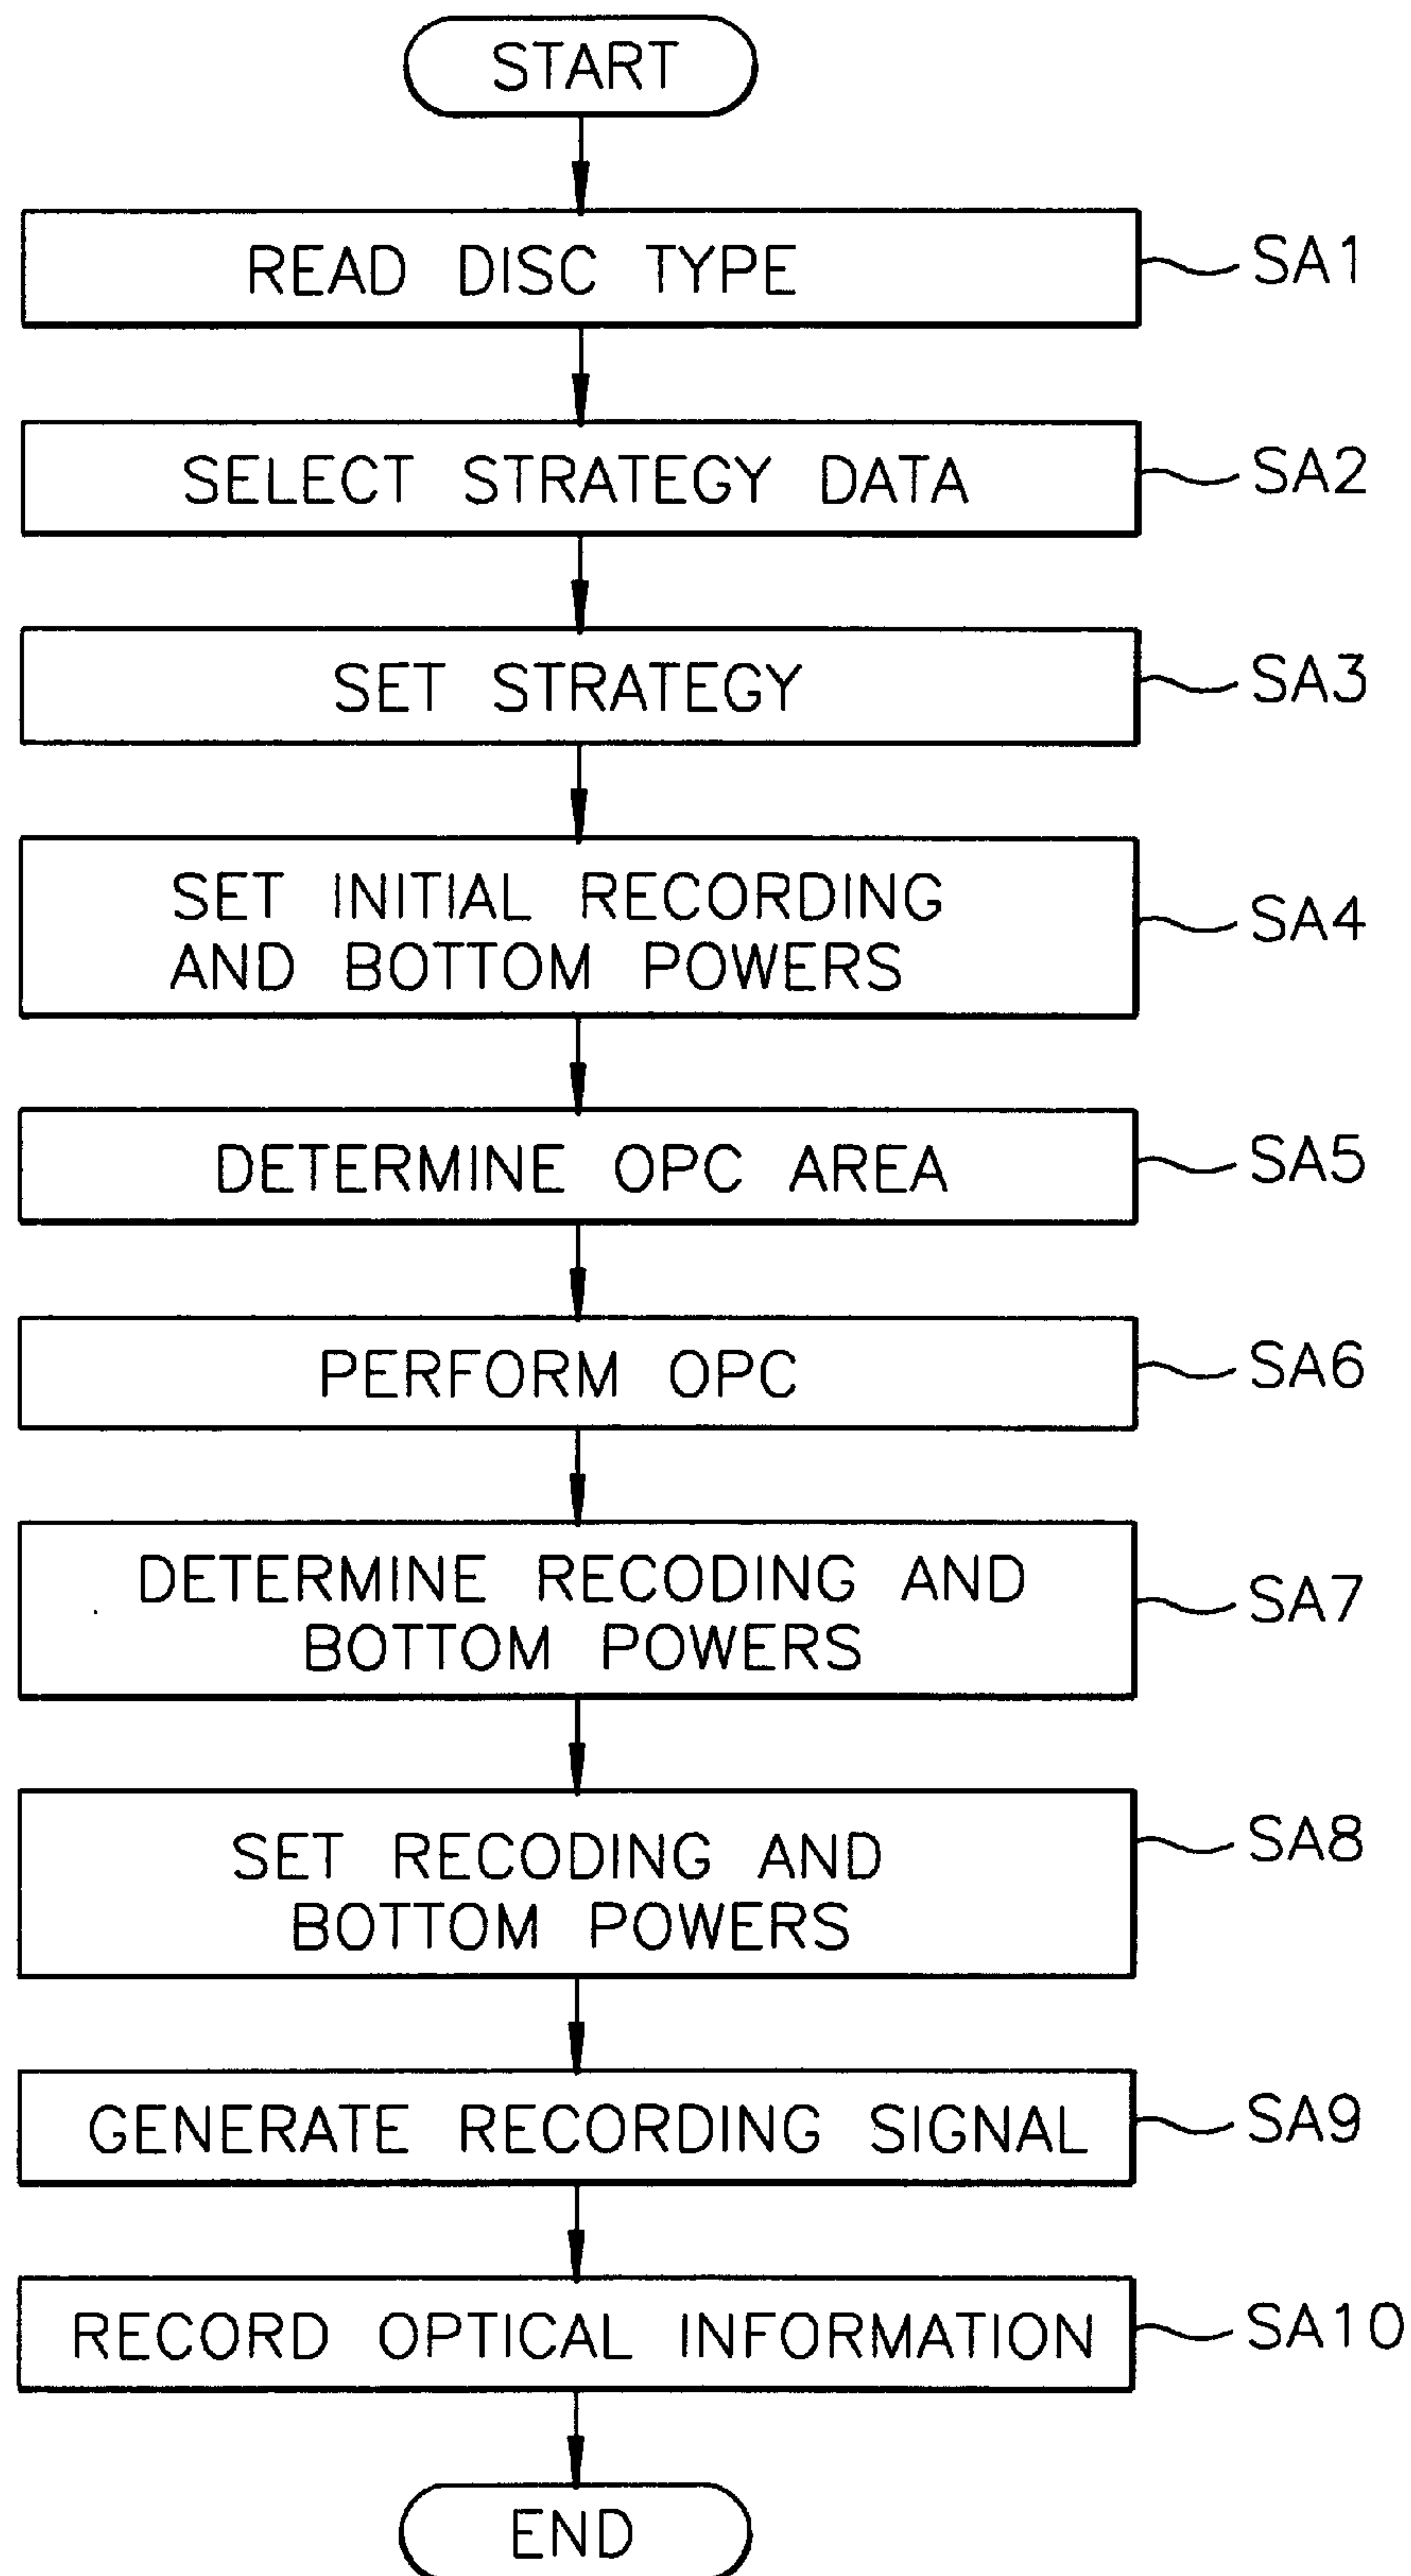 START
READ DISC TYPE
SA1
SELECT STRATEGY DATA
SA2
SET STRATEGY
SA3
SET INITIAL RECORDING
AND BOTTOM POWERS
SA4
DETERMINE OPC AREA
SA5
PERFORM OPC
SA6
DETERMINE RECODING AND
BOTTOM POWERS
SA7
SET RECODING AND
BOTTOM POWERS
SA8
GENERATE RECORDING SIGNAL
SA9
RECORD OPTICAL INFORMATION
SA10
END